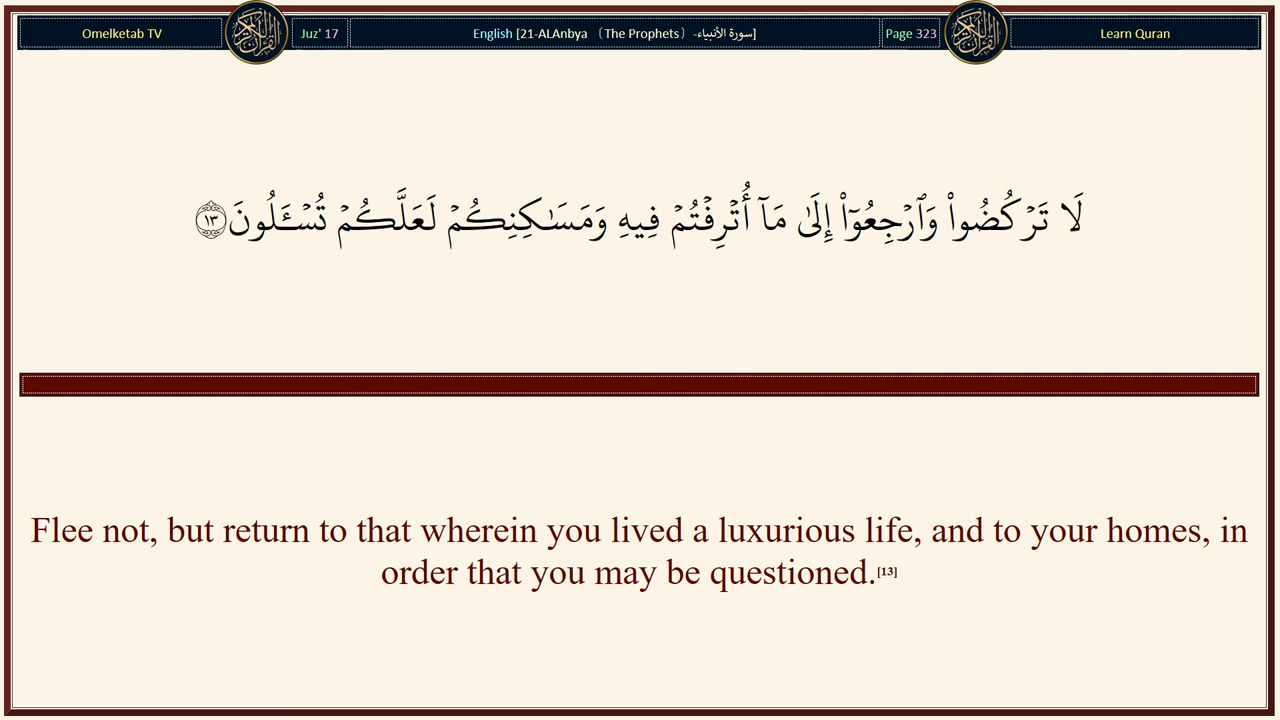 Omelketab TV
Juz' 17
English [21-ALAnbya （The Prophets） -سورة الأنبياء]
Page 323
Learn Quran
لَا تَرۡكُضُواْ وَٱرۡجِعُوٓاْ إِلَىٰ مَآ أُتۡرِفۡتُمۡ فِيهِ وَمَسَٰكِنِكُمۡ لَعَلَّكُمۡ تُسۡـَٔلُونَ ١٣
Flee not, but return to that wherein you lived a luxurious life, and to your homes, in
order that you may be questioned.[13]